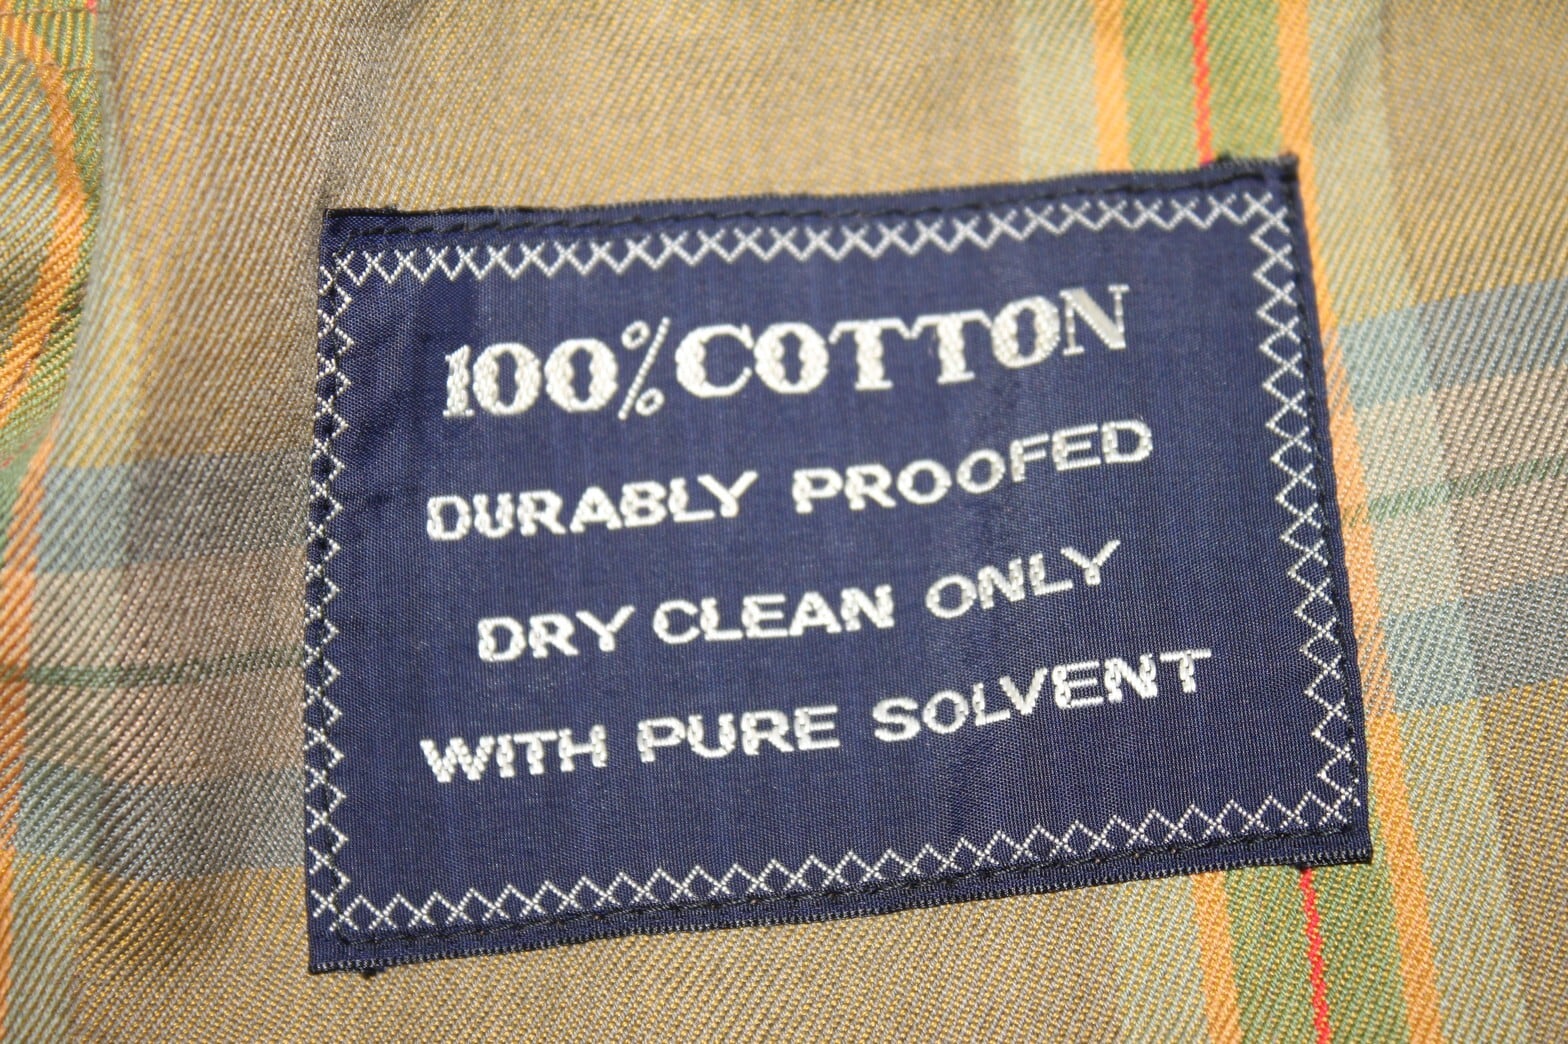 100% COTTON
DURABLY PROOFED
DRY CLEAN ONLY
WITH PURE SOLVENT